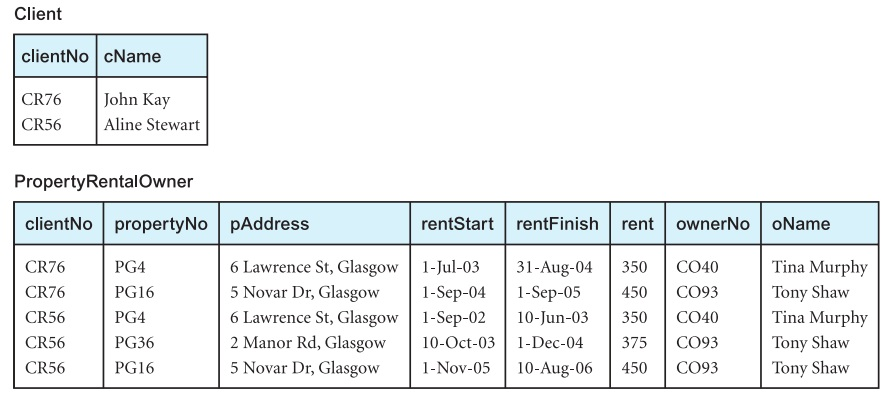 Client
clientNo cName
CR76 John Kay
CR56 Aline Stewart
PropertyRentalOwner
clientNo propertyNo pAddress rentStart rentFinish rent ownerNo oName
CR76 PG4 6 Lawrence St, Glasgow 1-Jul-03 31-Aug-04 350 CO40 Tina Murphy
CR76 PG16 5 Novar Dr, Glasgow 1-Sep-04 1-Sep-05 450 CO93 Tony Shaw
CR56 PG4 6 Lawrence St, Glasgow 1-Sep-02 10-Jun-03 350 CO40 Tina Murphy
CR56 PG36 2 Manor Rd, Glasgow 10-Oct-03 1-Dec-04 375 CO93 Tony Shaw
CR56 PG16 5 Novar Dr, Glasgow 1-Nov-05 10-Aug-06 450 CO93 Tony Shaw